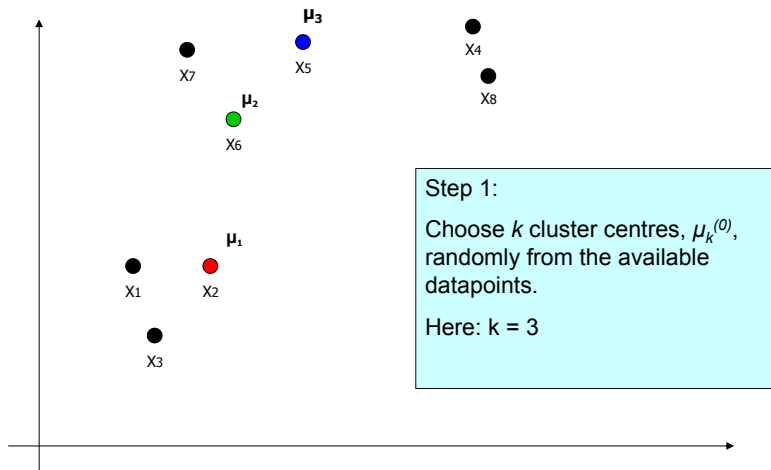 μ₃
X4
X7
X5
X8
μ₂
X6
Step 1:
Choose k cluster centres, μₖ⁽⁰⁾,
randomly from the available
datapoints.
Here: k = 3
μ₁
X1
X2
X3